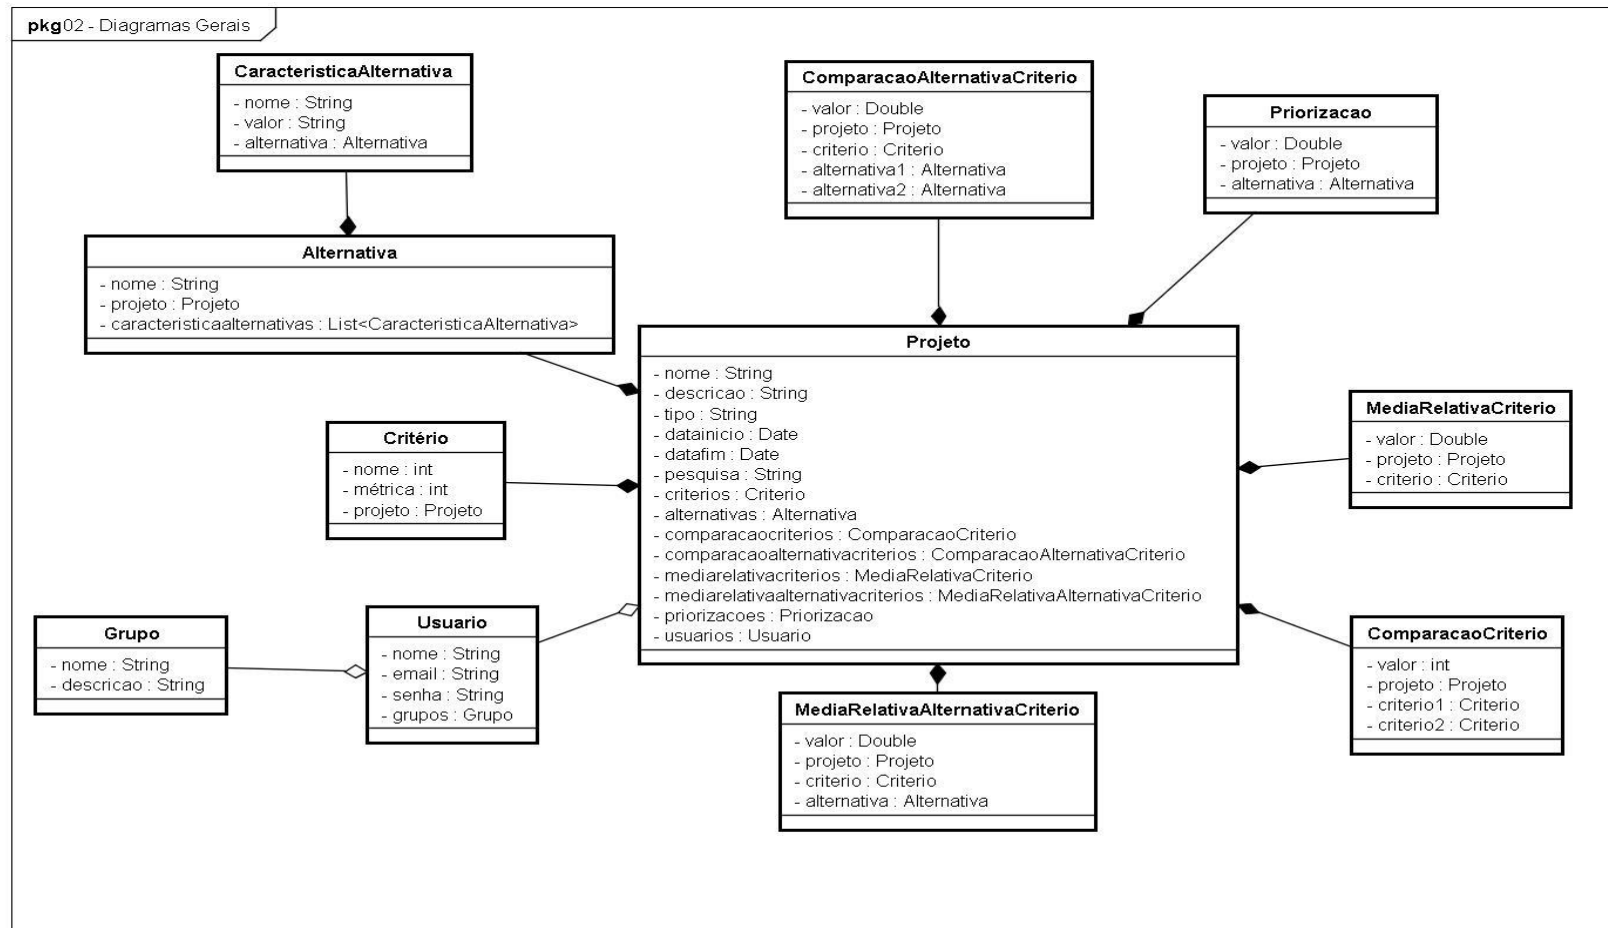 pkg 02 - Diagramas Gerais
CaracteristicaAlternativa
- nome : String
- valor : String
- alternativa : Alternativa
ComparacaoAlternativaCriterio
- valor : Double
- projeto : Projeto
- criterio : Criterio
- alternativa1 : Alternativa
- alternativa2 : Alternativa
Priorizacao
- valor : Double
- projeto : Projeto
- alternativa : Alternativa
Alternativa
- nome : String
- projeto : Projeto
- caracteristicaalternativas : List<CaracteristicaAlternativa>
Projeto
- nome : String
- descricao : String
- tipo : String
- datainicio : Date
- datafim : Date
- pesquisa : String
- criterios : Criterio
- alternativas : Alternativa
- comparacaocriterios : ComparacaoCriterio
- comparacaoalternativacriterios : ComparacaoAlternativaCriterio
- mediarelativacriterios : MediaRelativaCriterio
- mediarelativaalternativacriterios : MediaRelativaAlternativaCriterio
- priorizacoes : Priorizacao
- usuarios : Usuario
MediaRelativaCriterio
- valor : Double
- projeto : Projeto
- criterio : Criterio
Critério
- nome : int
- métrica : int
- projeto : Projeto
Grupo
- nome : String
- descricao : String
Usuario
- nome : String
- email : String
- senha : String
- grupos : Grupo
ComparacaoCriterio
- valor : int
- projeto : Projeto
- criterio1 : Criterio
- criterio2 : Criterio
MediaRelativaAlternativaCriterio
- valor : Double
- projeto : Projeto
- criterio : Criterio
- alternativa : Alternativa